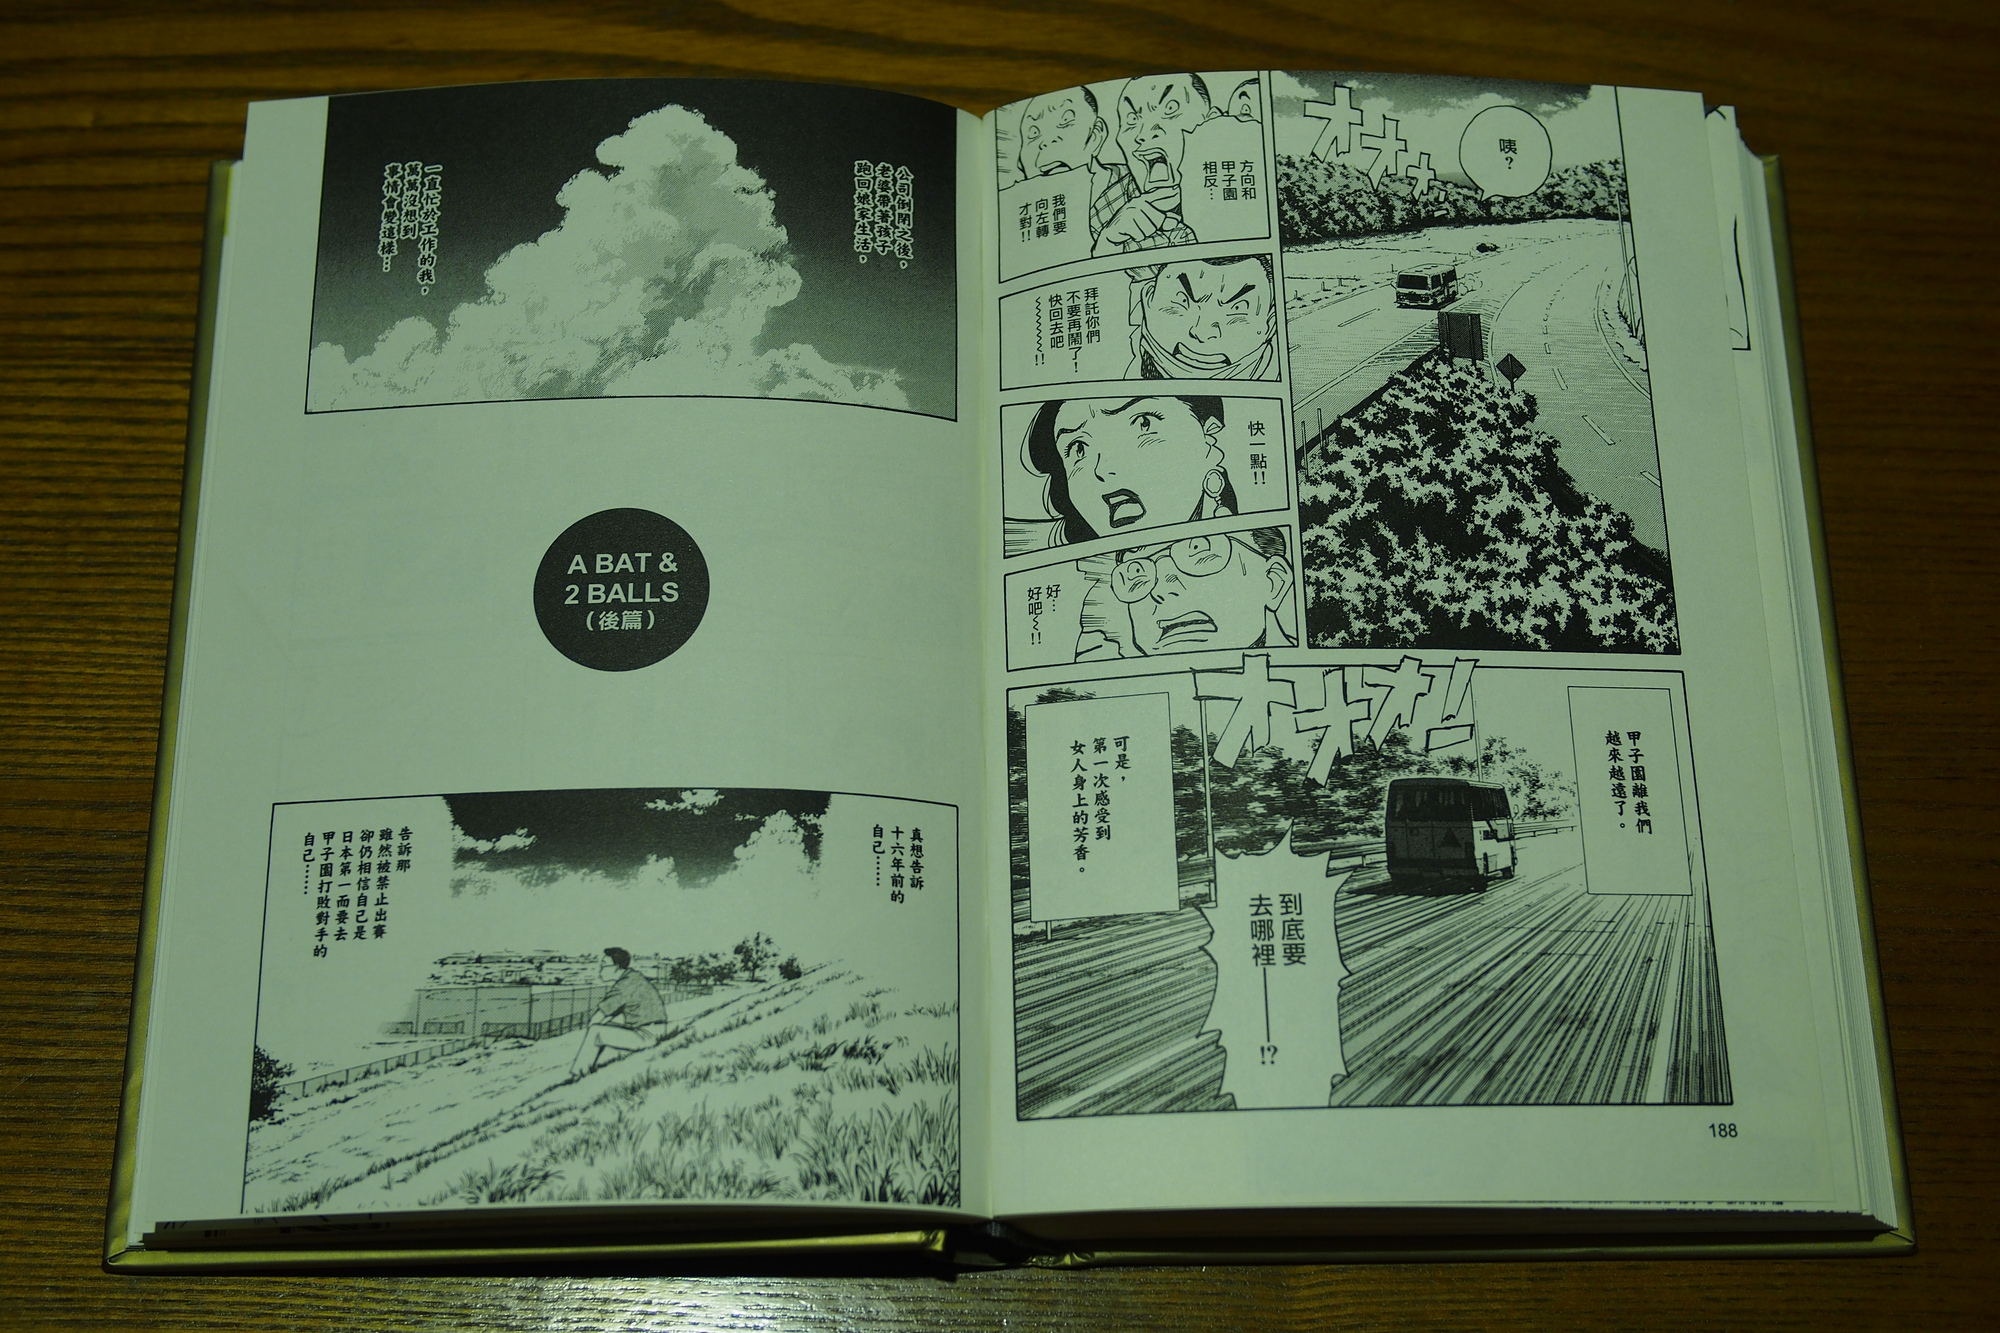 咦?
オオオ
方向和
甲子園
相反…
我們要
向左轉
才對!!
拜託你們
不要再鬧了!
快回去吧
~~~~~~!!
快一點!!
好…
好吧~!!
オオオン
甲子園離我們
越來越遠了。
到底要
去哪裡——!?
可是,
第一次感受到
女人身上的芳香。
188
公司倒閉之後,
老婆帶著孩子
跑回娘家生活,
一直忙於工作的我,
萬萬沒想到
事情會變這樣…
A BAT &
2 BALLS
(後篇)
真想告訴
十六年前的
自己……
告訴那
雖然被禁止出賽
卻仍相信自己是
日本第一而要去
甲子園打敗對手的
自己……